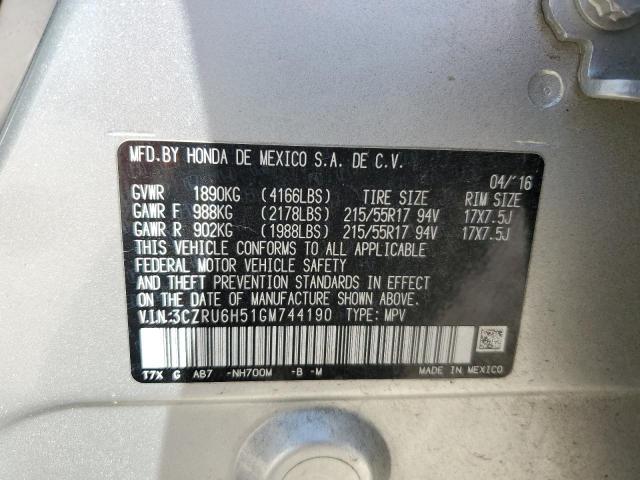 MFD.BY HONDA DE MEXICO S.A. DE C.V.
04/'16
GVWR 1890KG (4166LBS) TIRE SIZE RIM SIZE
GAWR F 988KG (2178LBS) 215/55R17 94V 17X7.5J
GAWR R 902KG (1988LBS) 215/55R17 94V 17X7.5J
THIS VEHICLE CONFORMS TO ALL APPLICABLE
FEDERAL MOTOR VEHICLE SAFETY
AND THEFT PREVENTION STANDARDS IN EFFECT
ON THE DATE OF MANUFACTURE SHOWN ABOVE.
V.I.N.:3CZRU6H51GM744190 TYPE: MPV
T7X G AB7 -NH700M -B -M MADE IN MEXICO